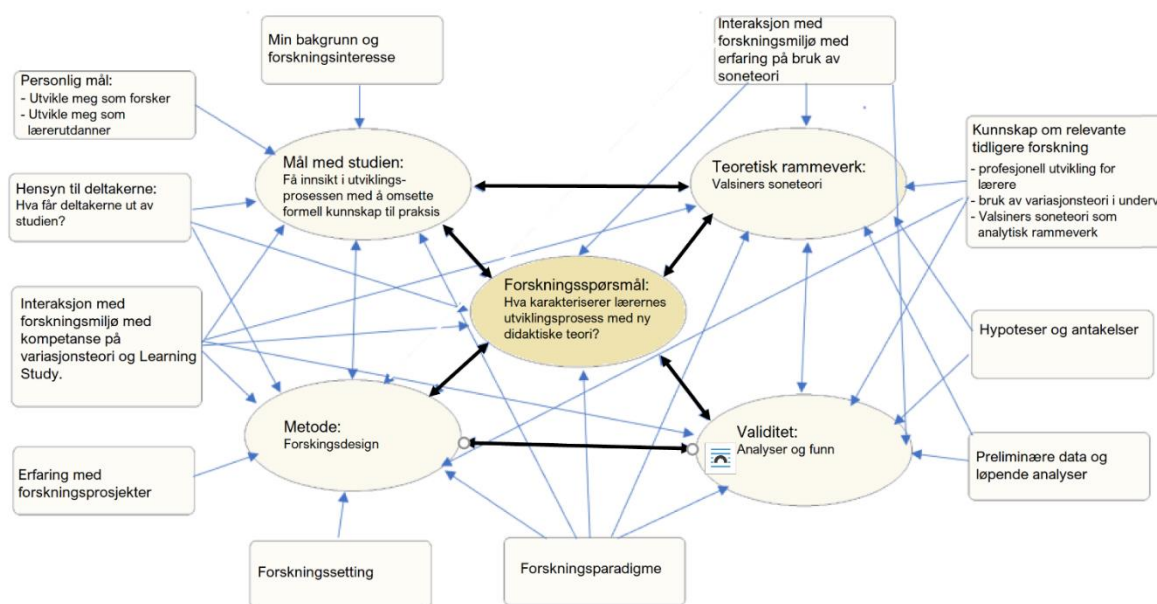 Min bakgrunn og
forskningsinteresse
Interaksjon med
forskningsmiljø med
erfaring på bruk av
soneteori
Personlig mål:
- Utvikle meg som forsker
- Utvikle meg som
lærerutdanner
Mål med studien:
Få innsikt i utviklings-
prosessen med å omsette
formell kunnskap til praksis
Teoretisk rammeverk:
Valsiners soneteori
Kunnskap om relevante
tidligere forskning
- profesjonell utvikling for
lærere
- bruk av variasjonsteori i underv
- Valsiners soneteori som
analytisk rammeverk
Hensyn til deltakerne:
Hva får deltakerne ut av
studien?
Forskningsspørsmål:
Hva karakteriserer lærernes
utviklingsprosess med ny
didaktiske teori?
Interaksjon med
forskningsmiljø med
kompetanse på
variasjonsteori og Learning
Study.
Hypoteser og antakelser
Metode:
Forskingsdesign
Validitet:
Analyser og funn
Erfaring med
forskningsprosjekter
Preliminære data og
løpende analyser
Forskningssetting
Forskningsparadigme